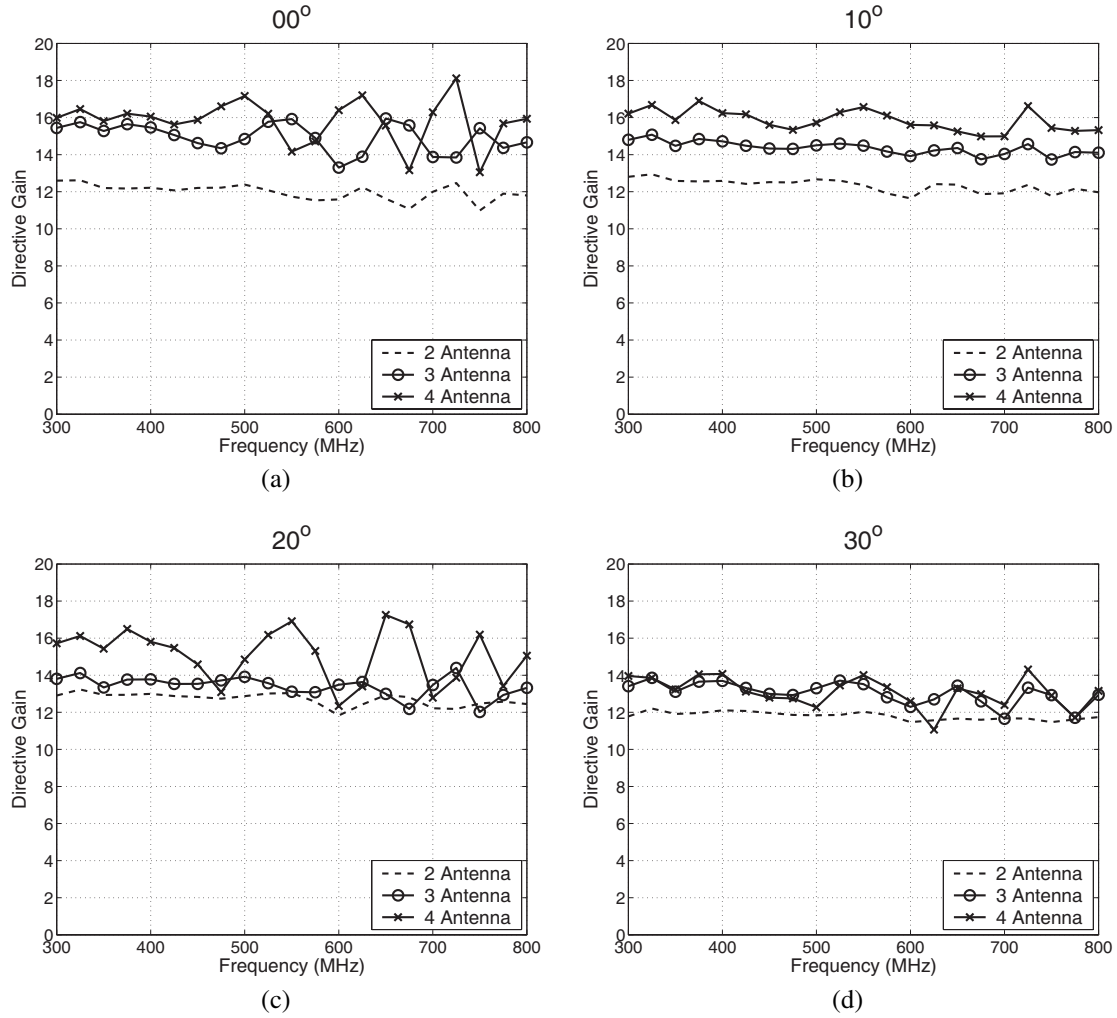 00°
20
18
16
14
12
10
8
6
4
2
0
Directive Gain
300 400 500 600 700 800
Frequency (MHz)
2 Antenna
3 Antenna
4 Antenna
(a)
10°
20
18
16
14
12
10
8
6
4
2
0
Directive Gain
300 400 500 600 700 800
Frequency (MHz)
2 Antenna
3 Antenna
4 Antenna
(b)
20°
20
18
16
14
12
10
8
6
4
2
0
Directive Gain
300 400 500 600 700 800
Frequency (MHz)
2 Antenna
3 Antenna
4 Antenna
(c)
30°
20
18
16
14
12
10
8
6
4
2
0
Directive Gain
300 400 500 600 700 800
Frequency (MHz)
2 Antenna
3 Antenna
4 Antenna
(d)